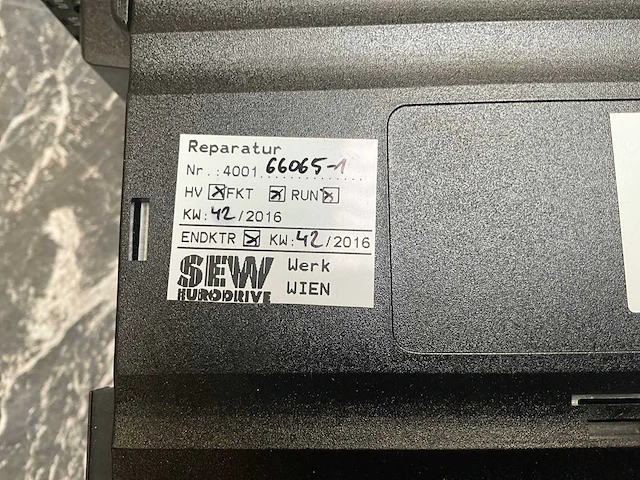 Reparatur
Nr.:4001.66065-1
HV ☒ FKT ☒ RUN ☒
KW:42/2016
ENDKTR ☒ KW:42/2016
SEW Werk
EURODRIVE WIEN